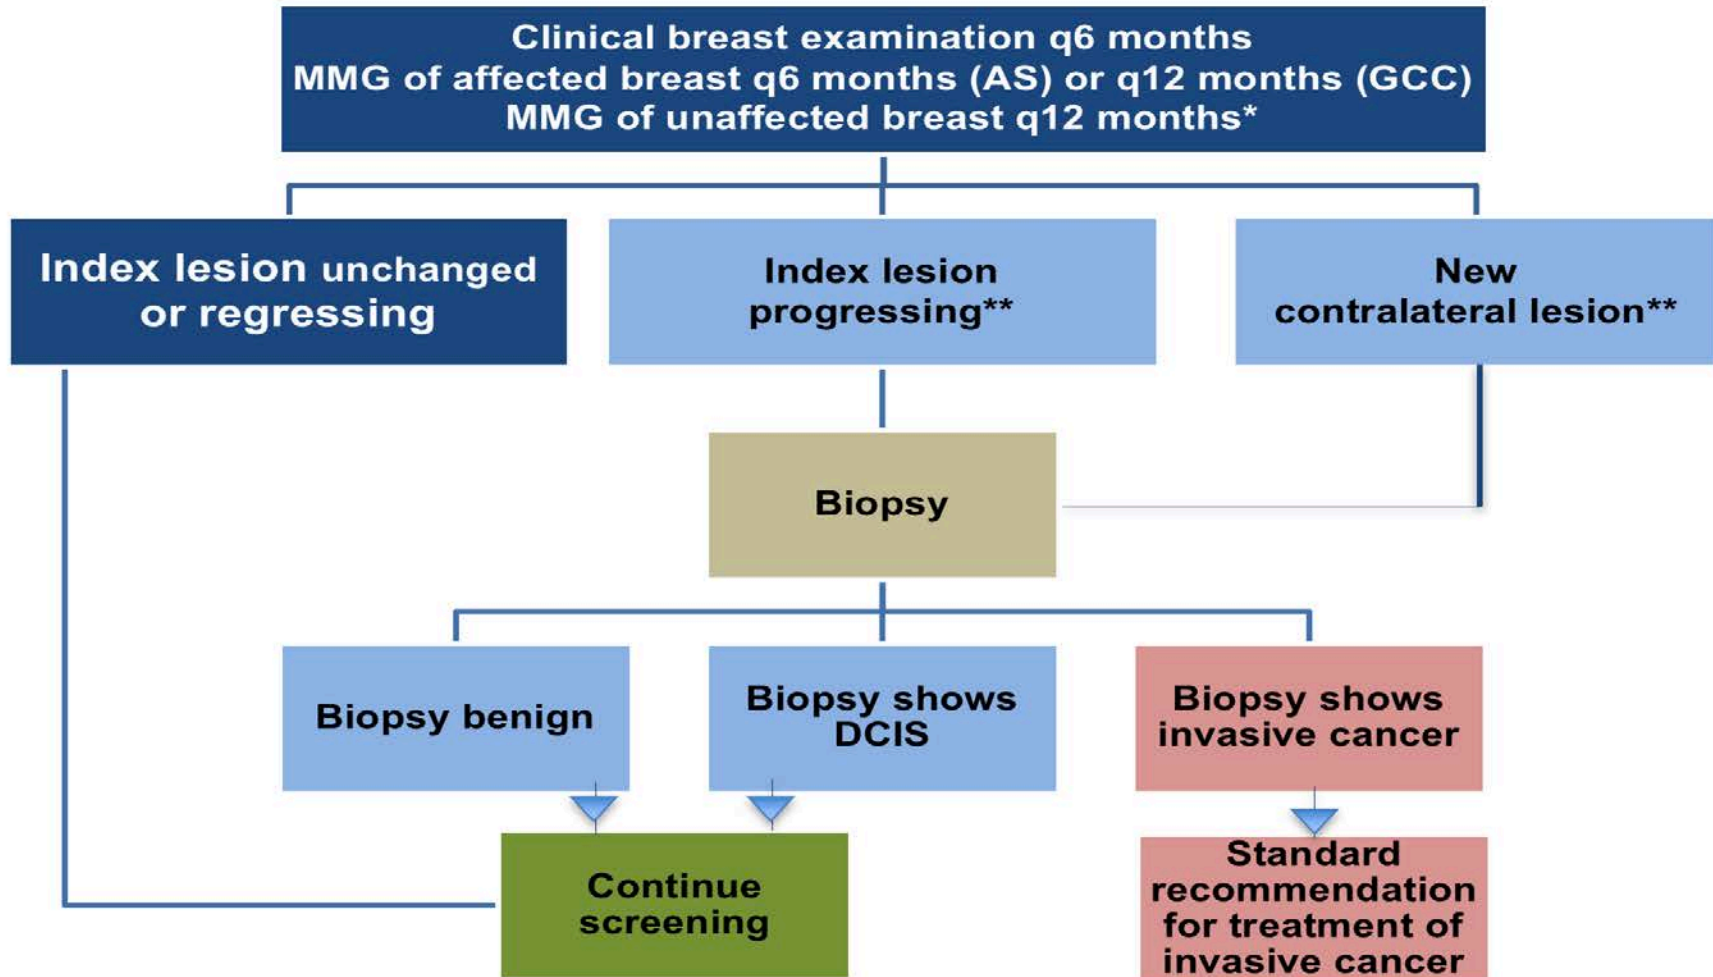 Clinical breast examination q6 months
MMG of affected breast q6 months (AS) or q12 months (GCC)
MMG of unaffected breast q12 months*
Index lesion unchanged
or regressing
Index lesion
progressing**
New
contralateral lesion**
Biopsy
Biopsy benign
Biopsy shows
DCIS
Biopsy shows
invasive cancer
Continue
screening
Standard
recommendation
for treatment of
invasive cancer